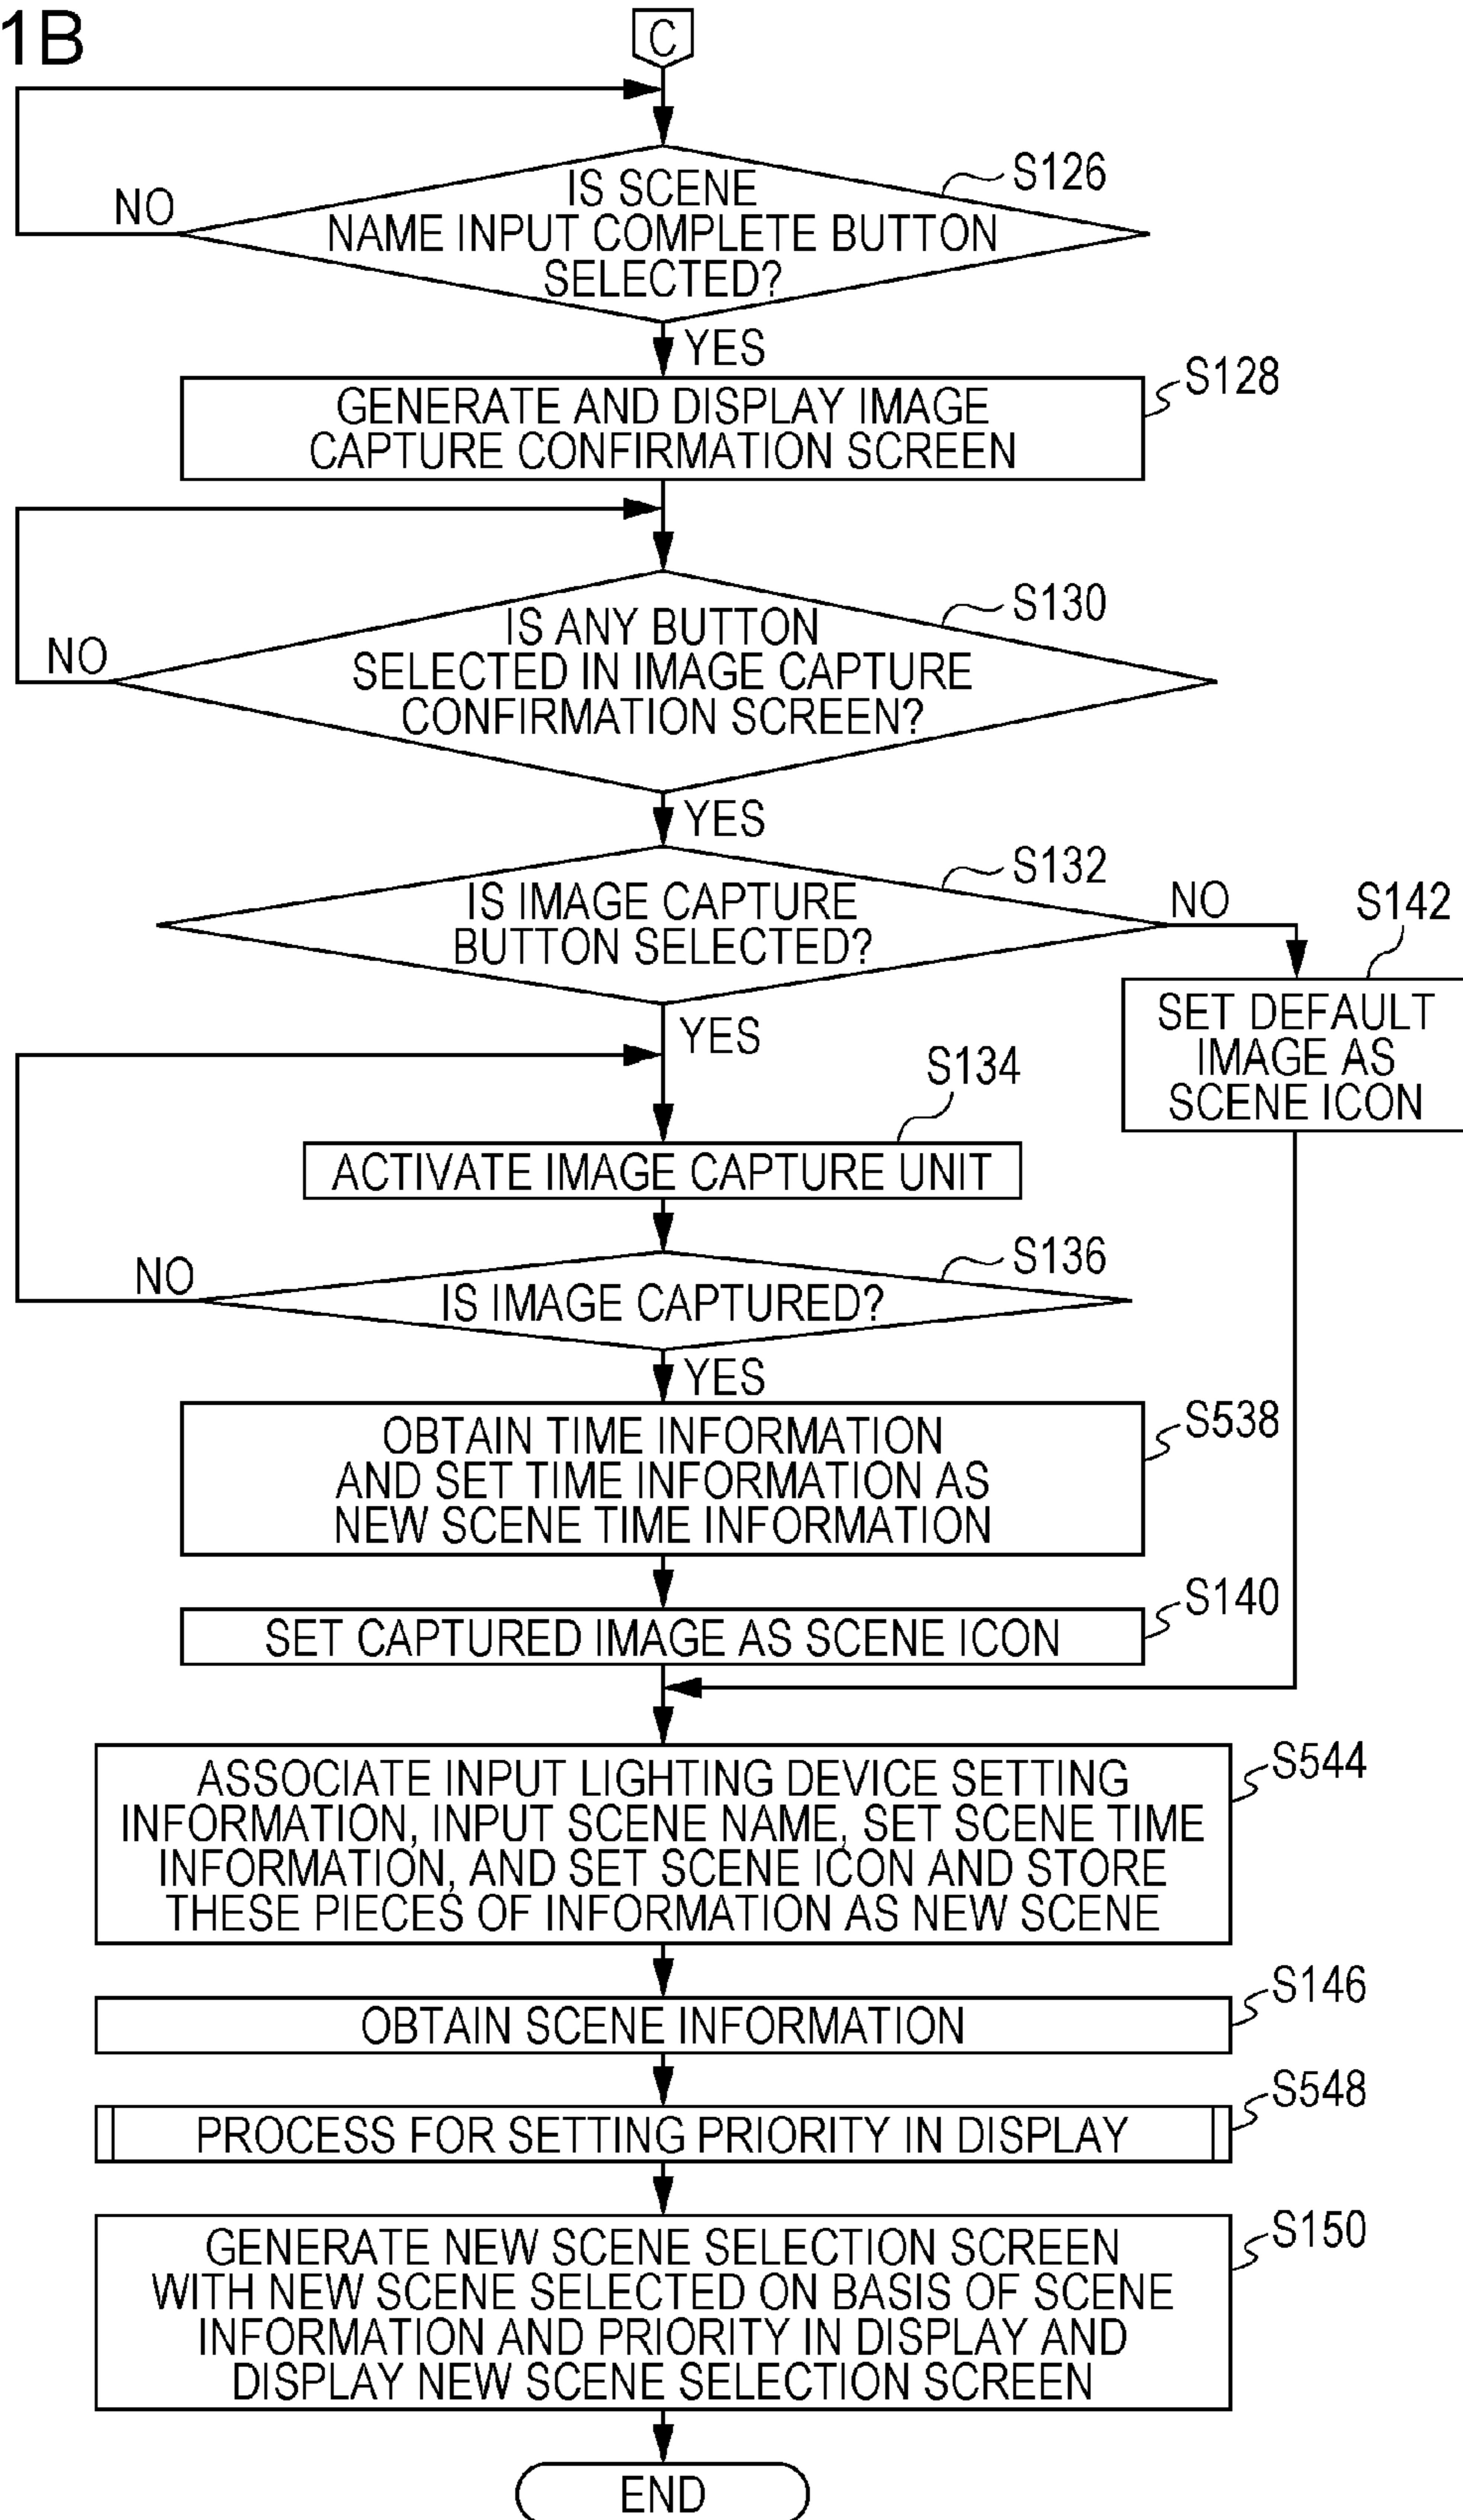 1B
C
S126
IS SCENE
NAME INPUT COMPLETE BUTTON
SELECTED?
NO
YES
S128
GENERATE AND DISPLAY IMAGE
CAPTURE CONFIRMATION SCREEN
S130
IS ANY BUTTON
SELECTED IN IMAGE CAPTURE
CONFIRMATION SCREEN?
NO
YES
S132
IS IMAGE CAPTURE
BUTTON SELECTED?
NO
S142
SET DEFAULT
IMAGE AS
SCENE ICON
YES
S134
ACTIVATE IMAGE CAPTURE UNIT
S136
NO
IS IMAGE CAPTURED?
YES
S538
OBTAIN TIME INFORMATION
AND SET TIME INFORMATION AS
NEW SCENE TIME INFORMATION
S140
SET CAPTURED IMAGE AS SCENE ICON
S544
ASSOCIATE INPUT LIGHTING DEVICE SETTING
INFORMATION, INPUT SCENE NAME, SET SCENE TIME
INFORMATION, AND SET SCENE ICON AND STORE
THESE PIECES OF INFORMATION AS NEW SCENE
S146
OBTAIN SCENE INFORMATION
S548
PROCESS FOR SETTING PRIORITY IN DISPLAY
S150
GENERATE NEW SCENE SELECTION SCREEN
WITH NEW SCENE SELECTED ON BASIS OF SCENE
INFORMATION AND PRIORITY IN DISPLAY AND
DISPLAY NEW SCENE SELECTION SCREEN
END